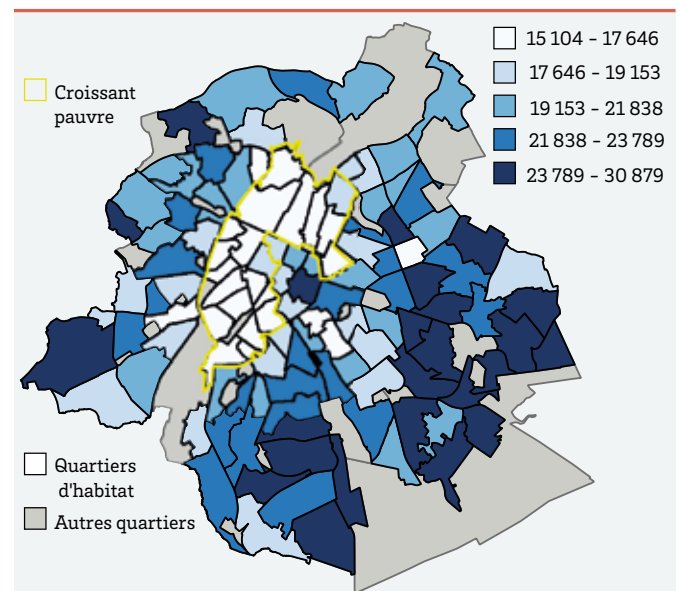 Croissant
pauvre
15 104 - 17 646
17 646 - 19 153
19 153 - 21 838
21 838 - 23 789
23 789 - 30 879
Quartiers
d'habitat
Autres quartiers